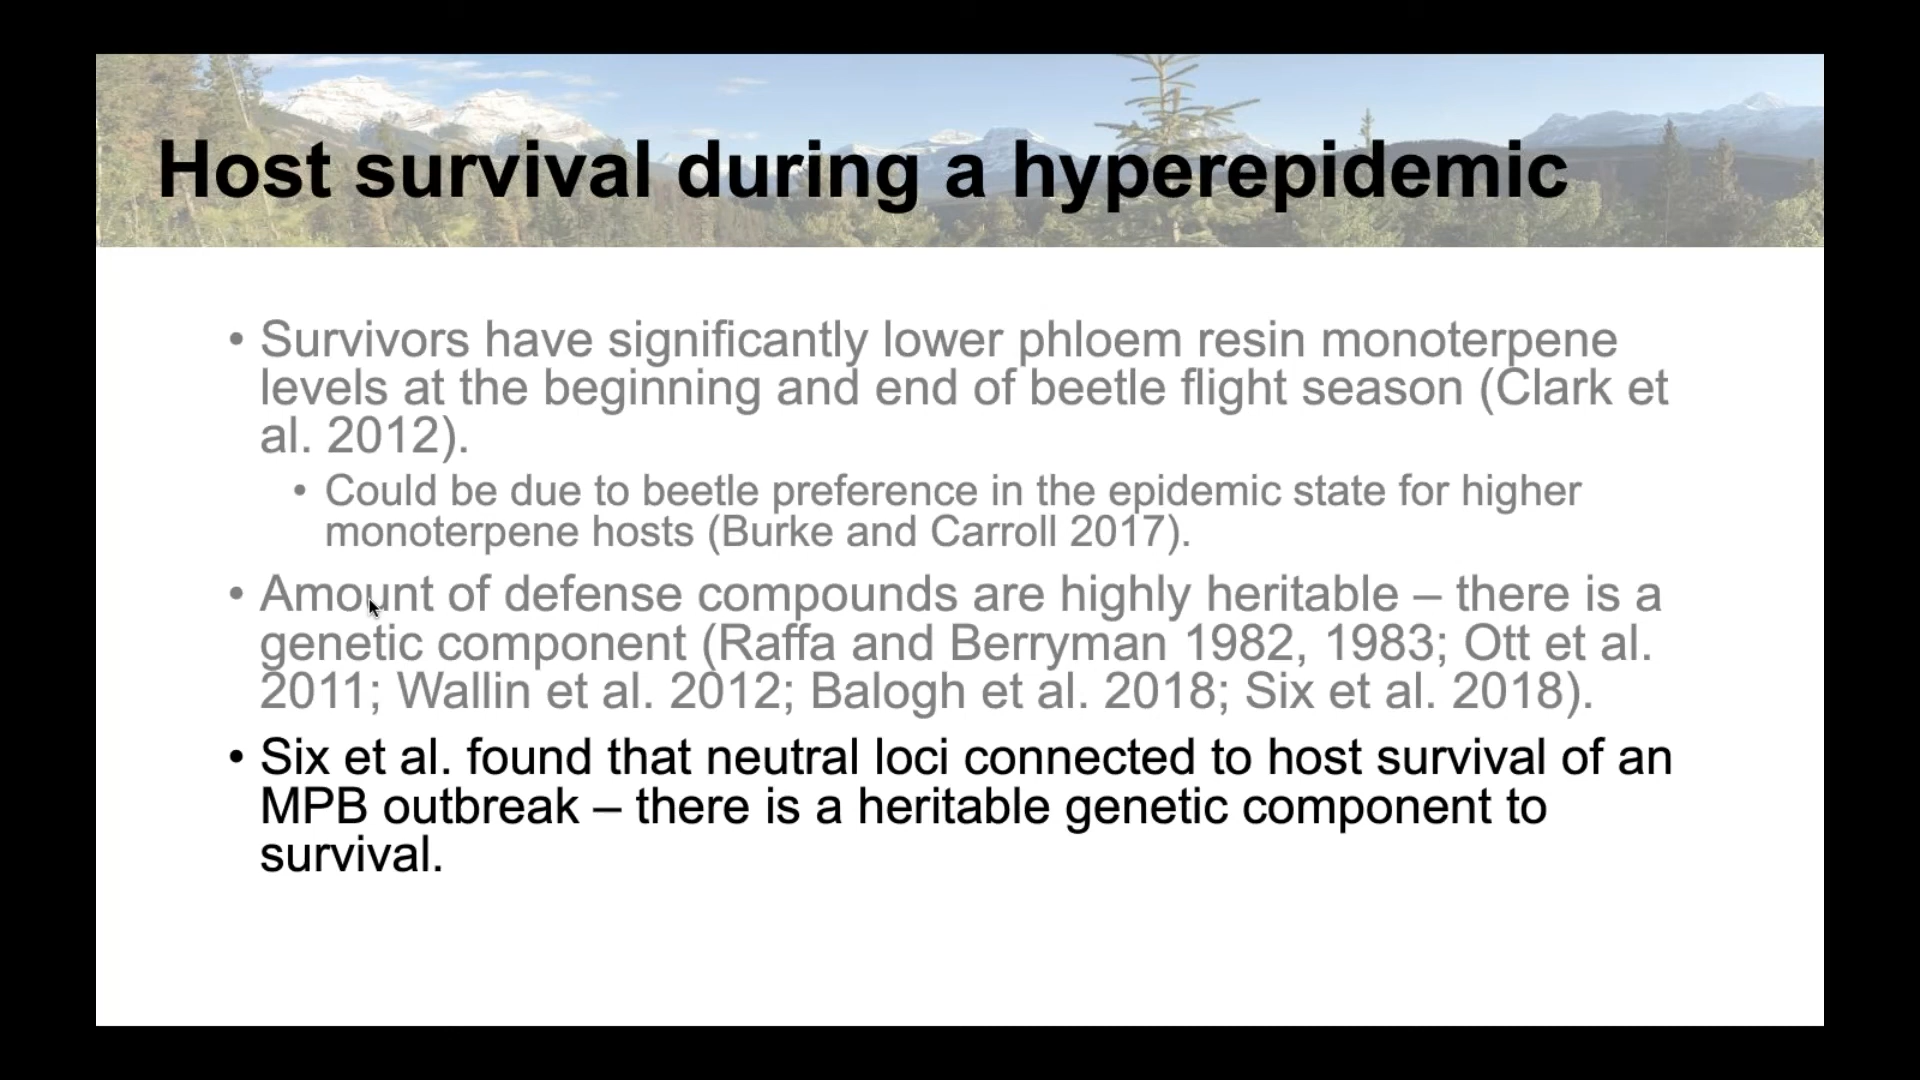 Host survival during a hyperepidemic
• Survivors have significantly lower phloem resin monoterpene
levels at the beginning and end of beetle flight season (Clark et
al. 2012).
• Could be due to beetle preference in the epidemic state for higher
monoterpene hosts (Burke and Carroll 2017).
• Amount of defense compounds are highly heritable – there is a
genetic component (Raffa and Berryman 1982, 1983; Ott et al.
2011; Wallin et al. 2012; Balogh et al. 2018; Six et al. 2018).
• Six et al. found that neutral loci connected to host survival of an
MPB outbreak – there is a heritable genetic component to
survival.